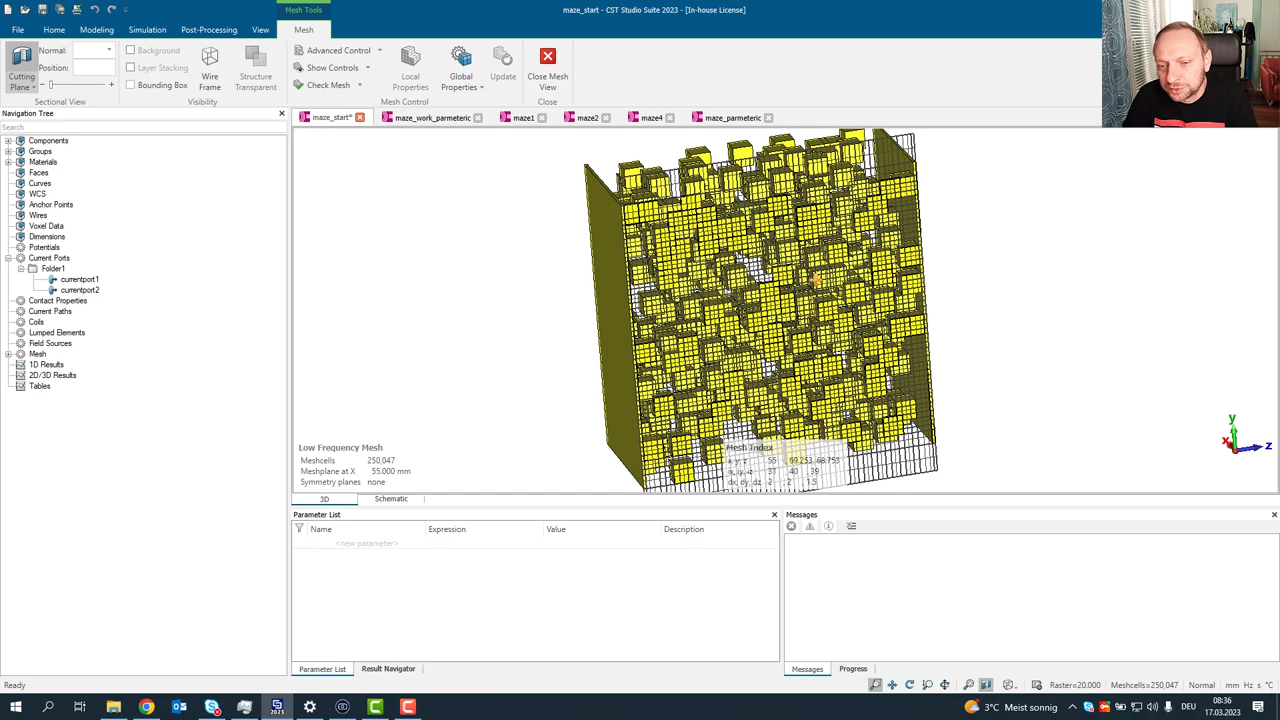 Mesh Tools
maze_start - CST Studio Suite 2023 - [In-house License]
File Home Modeling Simulation Post-Processing View Mesh
Cutting Plane
Normal:
Position:
Sectional View
Background
Layer Stacking
Bounding Box
Wire Frame
Structure Transparent
Visibility
Advanced Control
Show Controls
Check Mesh
Local Properties
Global Properties
Update
Mesh Control
Close Mesh View
Close
Navigation Tree
Search
Components
Groups
Materials
Faces
Curves
WCS
Anchor Points
Wires
Voxel Data
Dimensions
Potentials
Current Ports
Folder1
currentport1
currentport2
Contact Properties
Current Paths
Coils
Lumped Elements
Field Sources
Mesh
1D Results
2D/3D Results
Tables
maze_start* maze_work_parmeteric maze1 maze2 maze4 maze_parmeteric
Low Frequency Mesh
Meshcells 250,047
Meshplane at X 55.000 mm
Symmetry planes none
Mesh Index
y
x
z
3D Schematic
Parameter List
Name Expression Value Description
<new parameter>
Parameter List Result Navigator
Messages
Messages Progress
Ready
Raster=20.000 Meshcells=250,047 Normal mm Hz s °C
3°C Meist sonnig
08:36
17.03.2023